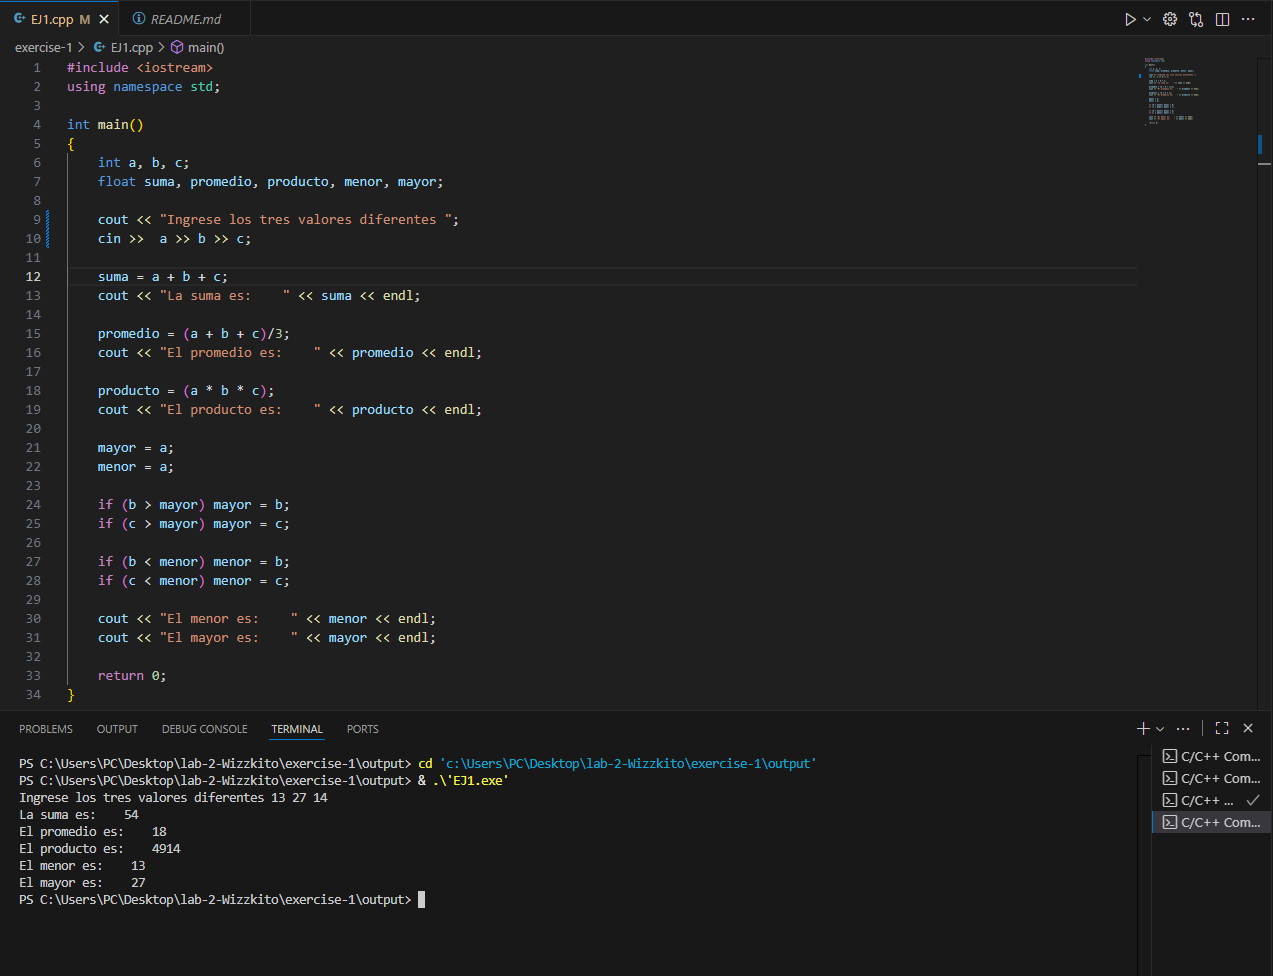 EJ1.cpp M
README.md
exercise-1 > EJ1.cpp > main()
1 #include <iostream>
2 using namespace std;
3
4 int main()
5 {
6 int a, b, c;
7 float suma, promedio, producto, menor, mayor;
8
9 cout << "Ingrese los tres valores diferentes ";
10 cin >>  a >> b >> c;
11
12 suma = a + b + c;
13 cout << "La suma es:    " << suma << endl;
14
15 promedio = (a + b + c)/3;
16 cout << "El promedio es:    " << promedio << endl;
17
18 producto = (a * b * c);
19 cout << "El producto es:    " << producto << endl;
20
21 mayor = a;
22 menor = a;
23
24 if (b > mayor) mayor = b;
25 if (c > mayor) mayor = c;
26
27 if (b < menor) menor = b;
28 if (c < menor) menor = c;
29
30 cout << "El menor es:    " << menor << endl;
31 cout << "El mayor es:    " << mayor << endl;
32
33 return 0;
34 }
PROBLEMS OUTPUT DEBUG CONSOLE TERMINAL PORTS
PS C:\Users\PC\Desktop\lab-2-Wizzkito\exercise-1\output> cd 'c:\Users\PC\Desktop\lab-2-Wizzkito\exercise-1\output'
PS C:\Users\PC\Desktop\lab-2-Wizzkito\exercise-1\output> & .\'EJ1.exe'
Ingrese los tres valores diferentes 13 27 14
La suma es:    54
El promedio es:    18
El producto es:    4914
El menor es:    13
El mayor es:    27
PS C:\Users\PC\Desktop\lab-2-Wizzkito\exercise-1\output>
C/C++ Com...
C/C++ Com...
C/C++ ...
C/C++ Com...